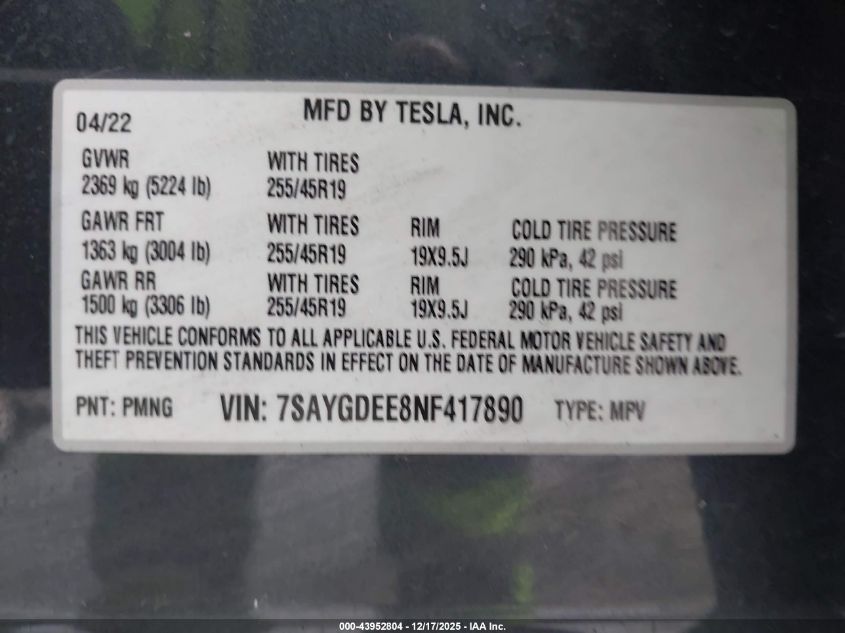 MFD BY TESLA, INC.
04/22
GVWR WITH TIRES
2369 kg (5224 lb) 255/45R19
GAWR FRT WITH TIRES RIM COLD TIRE PRESSURE
1363 kg (3004 lb) 255/45R19 19X9.5J 290 kPa, 42 psi
GAWR RR WITH TIRES RIM COLD TIRE PRESSURE
1500 kg (3306 lb) 255/45R19 19X9.5J 290 kPa, 42 psi
THIS VEHICLE CONFORMS TO ALL APPLICABLE U.S. FEDERAL MOTOR VEHICLE SAFETY AND
THEFT PREVENTION STANDARDS IN EFFECT ON THE DATE OF MANUFACTURE SHOWN ABOVE.
PNT: PMNG VIN: 7SAYGDEE8NF417890 TYPE: MPV
000-43952804 - 12/17/2025 - IAA Inc.